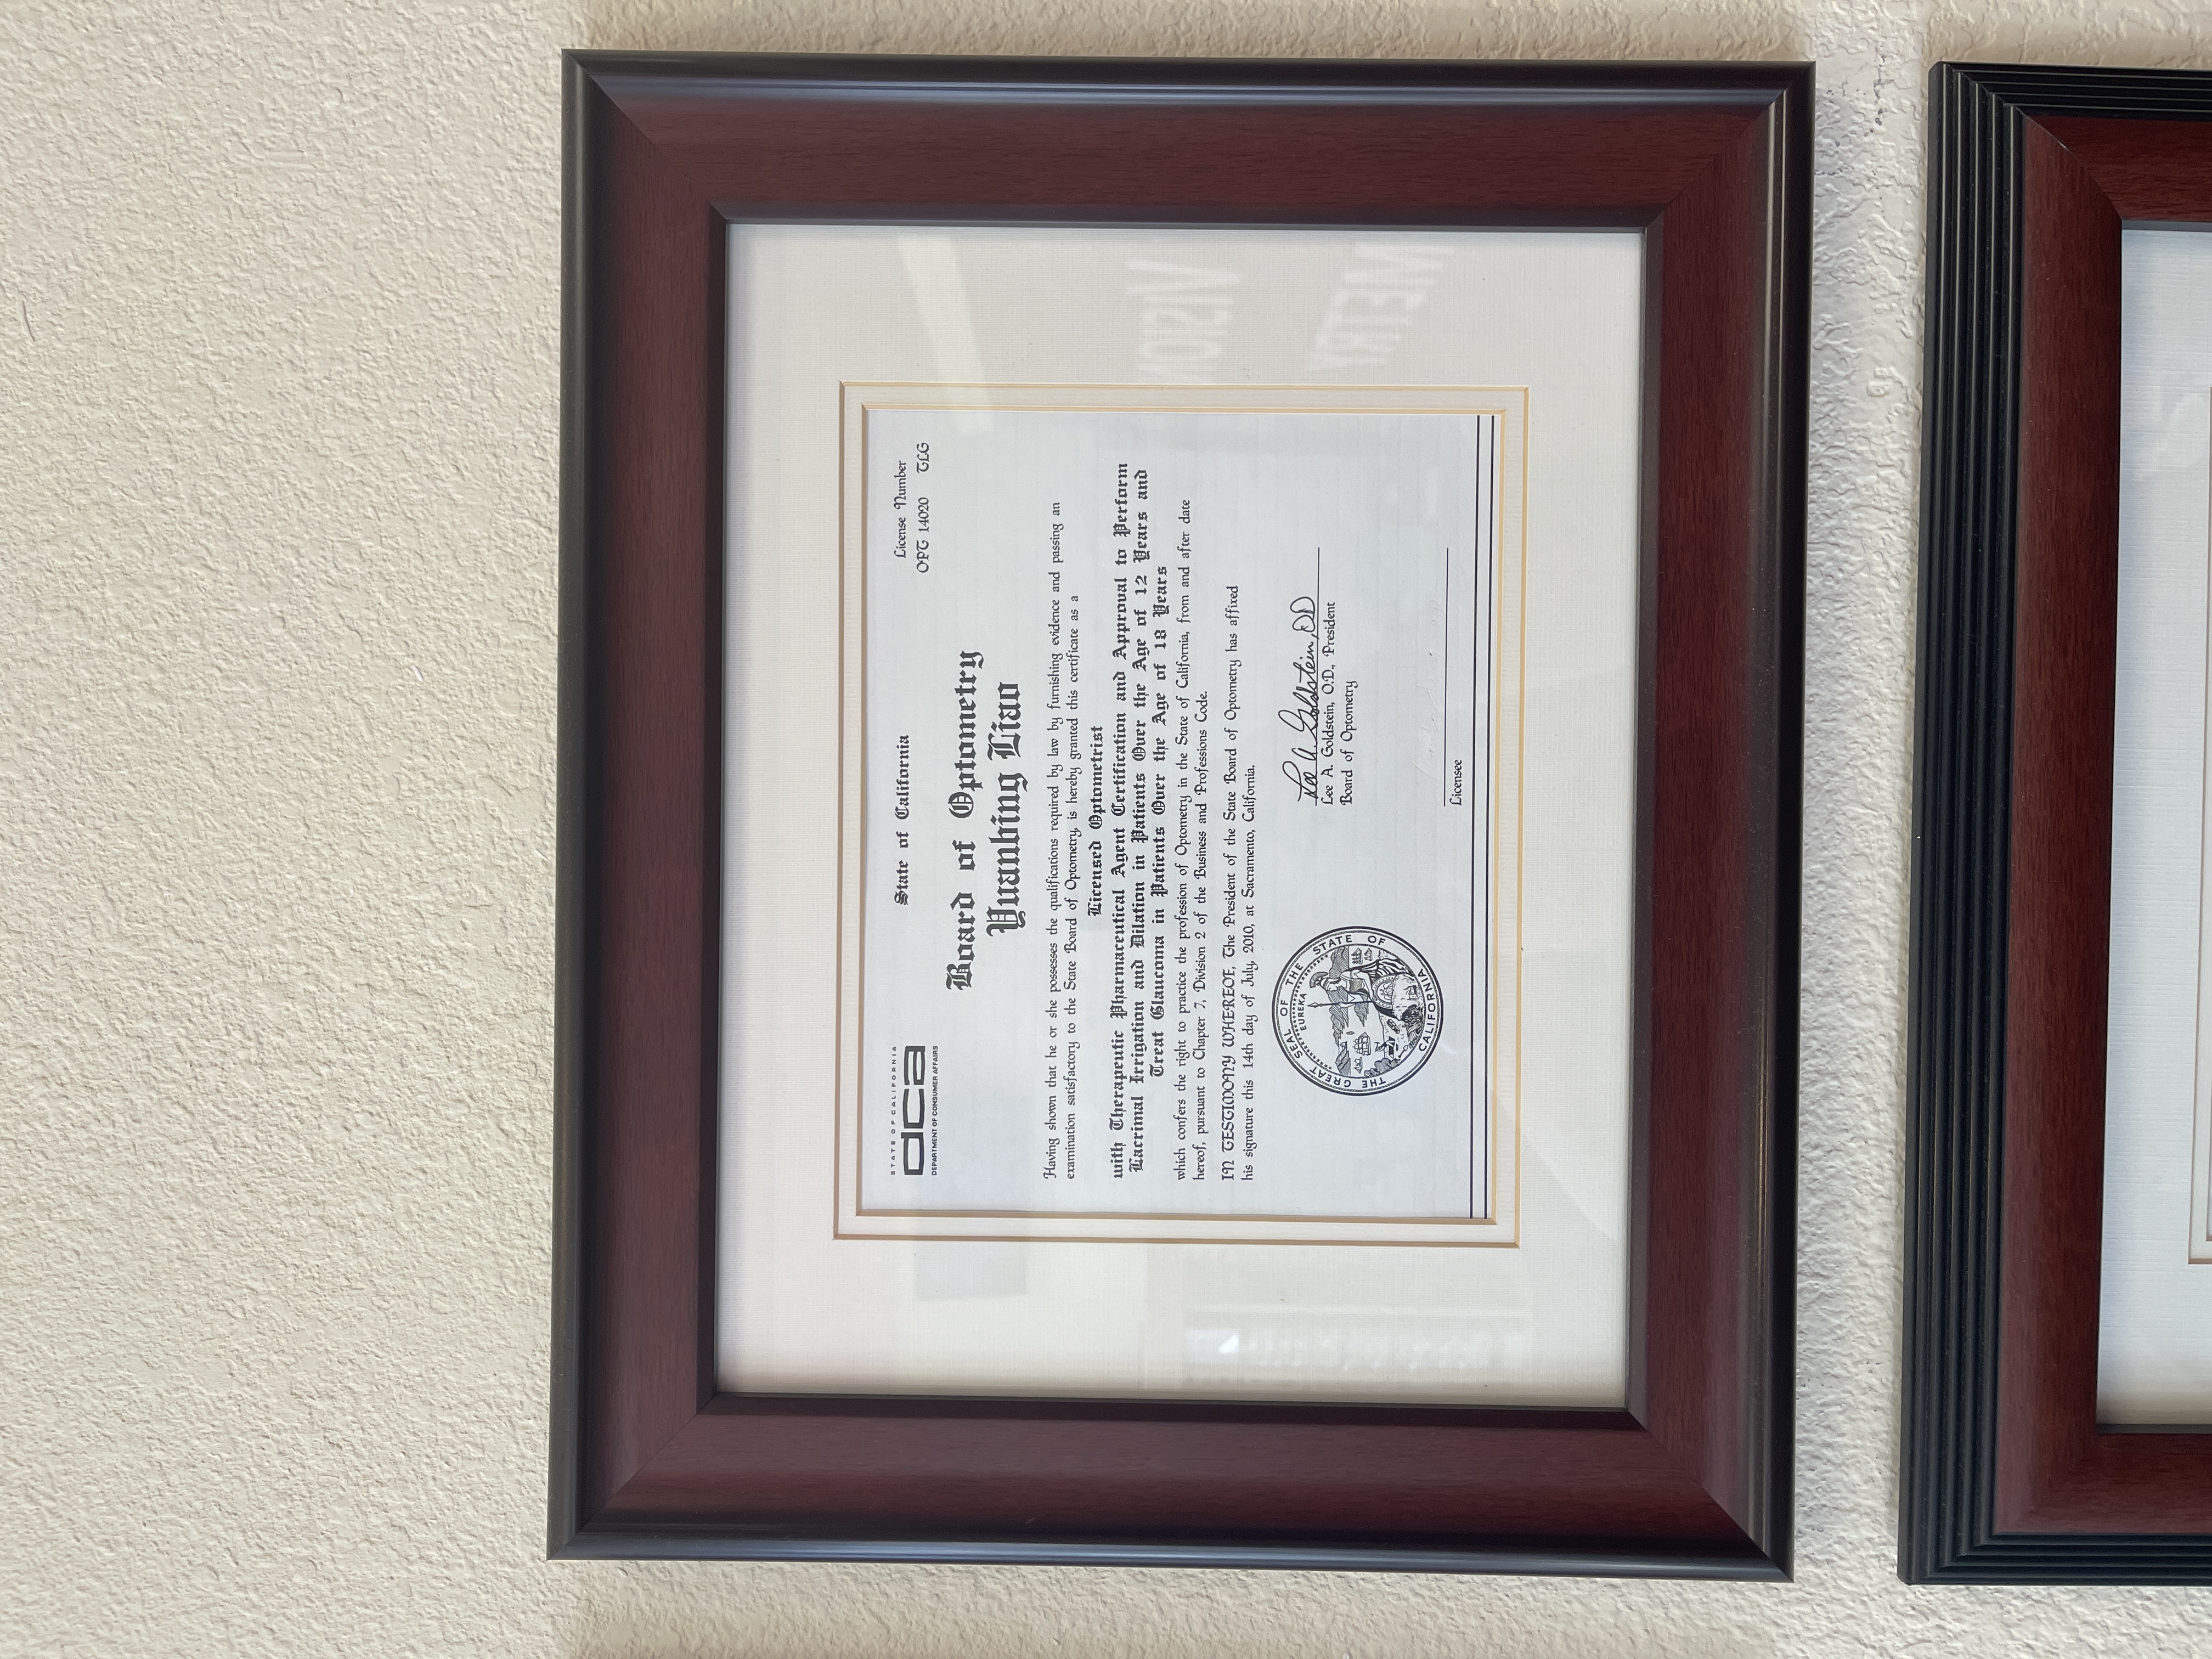 STATE OF CALIFORNIA
dca
DEPARTMENT OF CONSUMER AFFAIRS
State of California
License Number
OPT 14020 TLG
Board of Optometry
Yuanbing Liao
Having shown that he or she possesses the qualifications required by law by furnishing evidence and passing an
examination satisfactory to the State Board of Optometry, is hereby granted this certificate as a
Licensed Optometrist
with Therapeutic Pharmaceutical Agent Certification and Approval to Perform
Lacrimal Irrigation and Dilation in Patients Over the Age of 12 Years and
Treat Glaucoma in Patients Over the Age of 18 Years
which confers the right to practice the profession of Optometry in the State of California, from and after date
hereof, pursuant to Chapter 7, Division 2 of the Business and Professions Code.
IN TESTIMONY WHEREOF, The President of the State Board of Optometry has affixed
his signature this 14th day of July, 2010, at Sacramento, California.
THE GREAT SEAL OF THE STATE OF CALIFORNIA
EUREKA
Lee A. Goldstein, OD
Lee A. Goldstein, O.D., President
Board of Optometry
Licensee